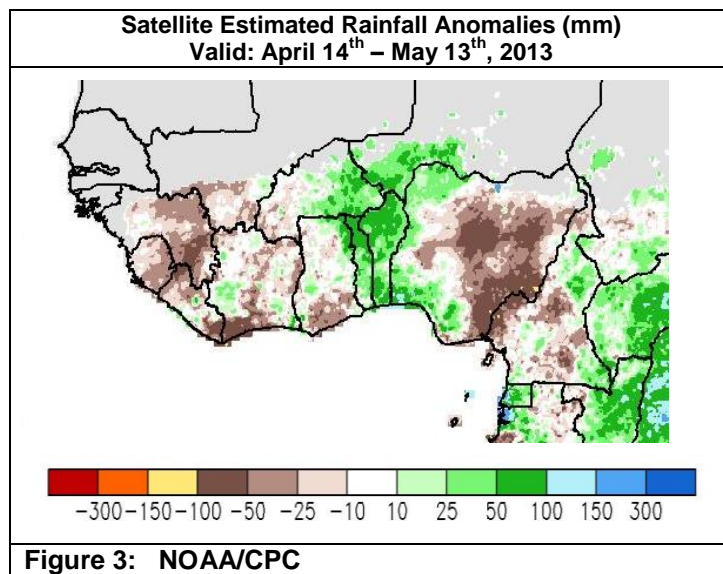 Satellite Estimated Rainfall Anomalies (mm)
Valid: April 14th – May 13th, 2013
-300 -150 -100 -50 -25 -10 10 25 50 100 150 300
Figure 3: NOAA/CPC